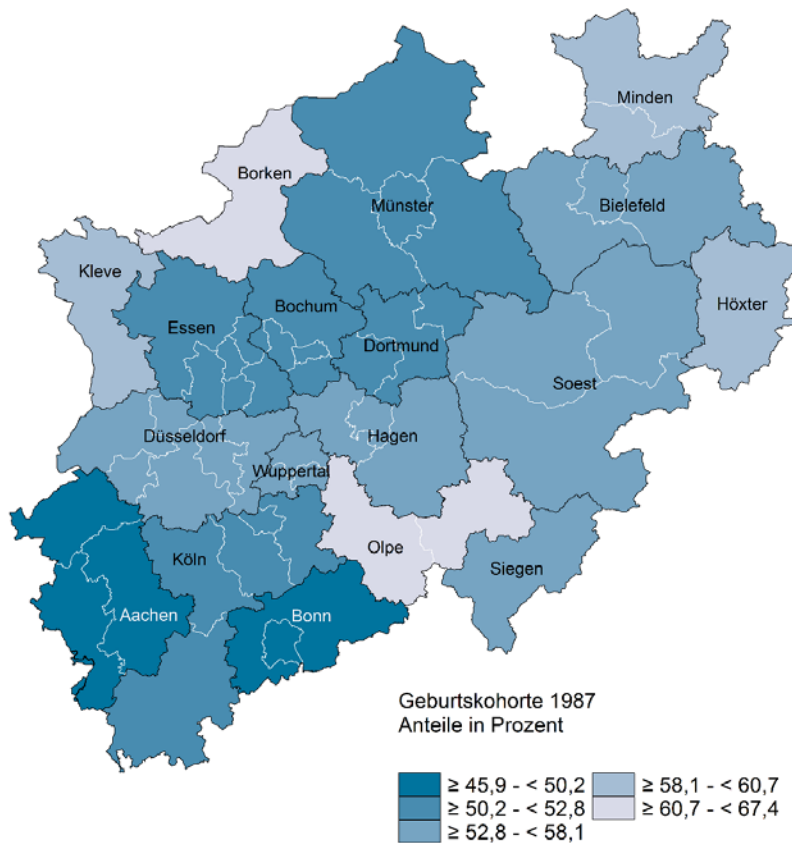 Minden
Borken
Münster
Bielefeld
Kleve
Höxter
Bochum
Essen
Dortmund
Soest
Düsseldorf
Hagen
Wuppertal
Olpe
Köln
Siegen
Aachen
Bonn
Geburtskohorte 1987
Anteile in Prozent
≥ 45,9 - < 50,2
≥ 58,1 - < 60,7
≥ 50,2 - < 52,8
≥ 60,7 - < 67,4
≥ 52,8 - < 58,1